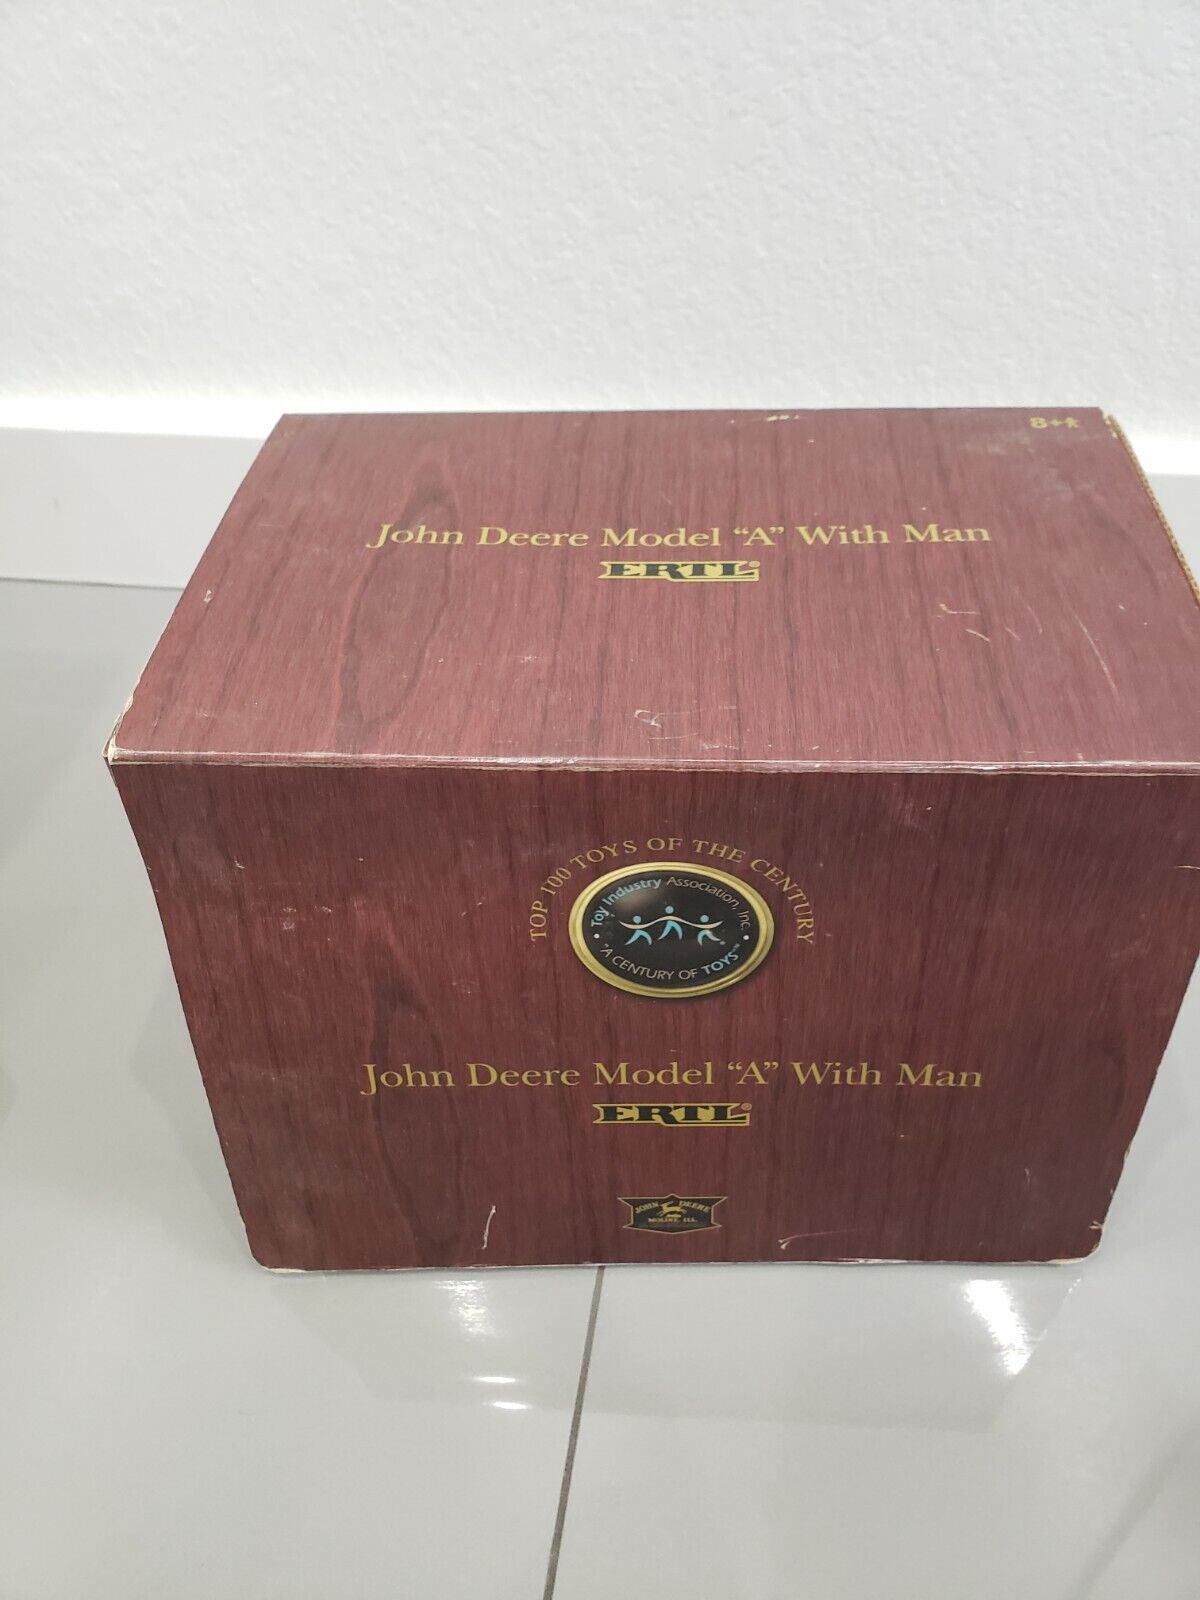 8+
John Deere Model “A” With Man
ERTL®
TOP 100 TOYS OF THE CENTURY
Toy Industry Association, Inc.
"A CENTURY OF TOYS"™
John Deere Model “A” With Man
ERTL®
JOHN DEERE
MOLINE, ILL.